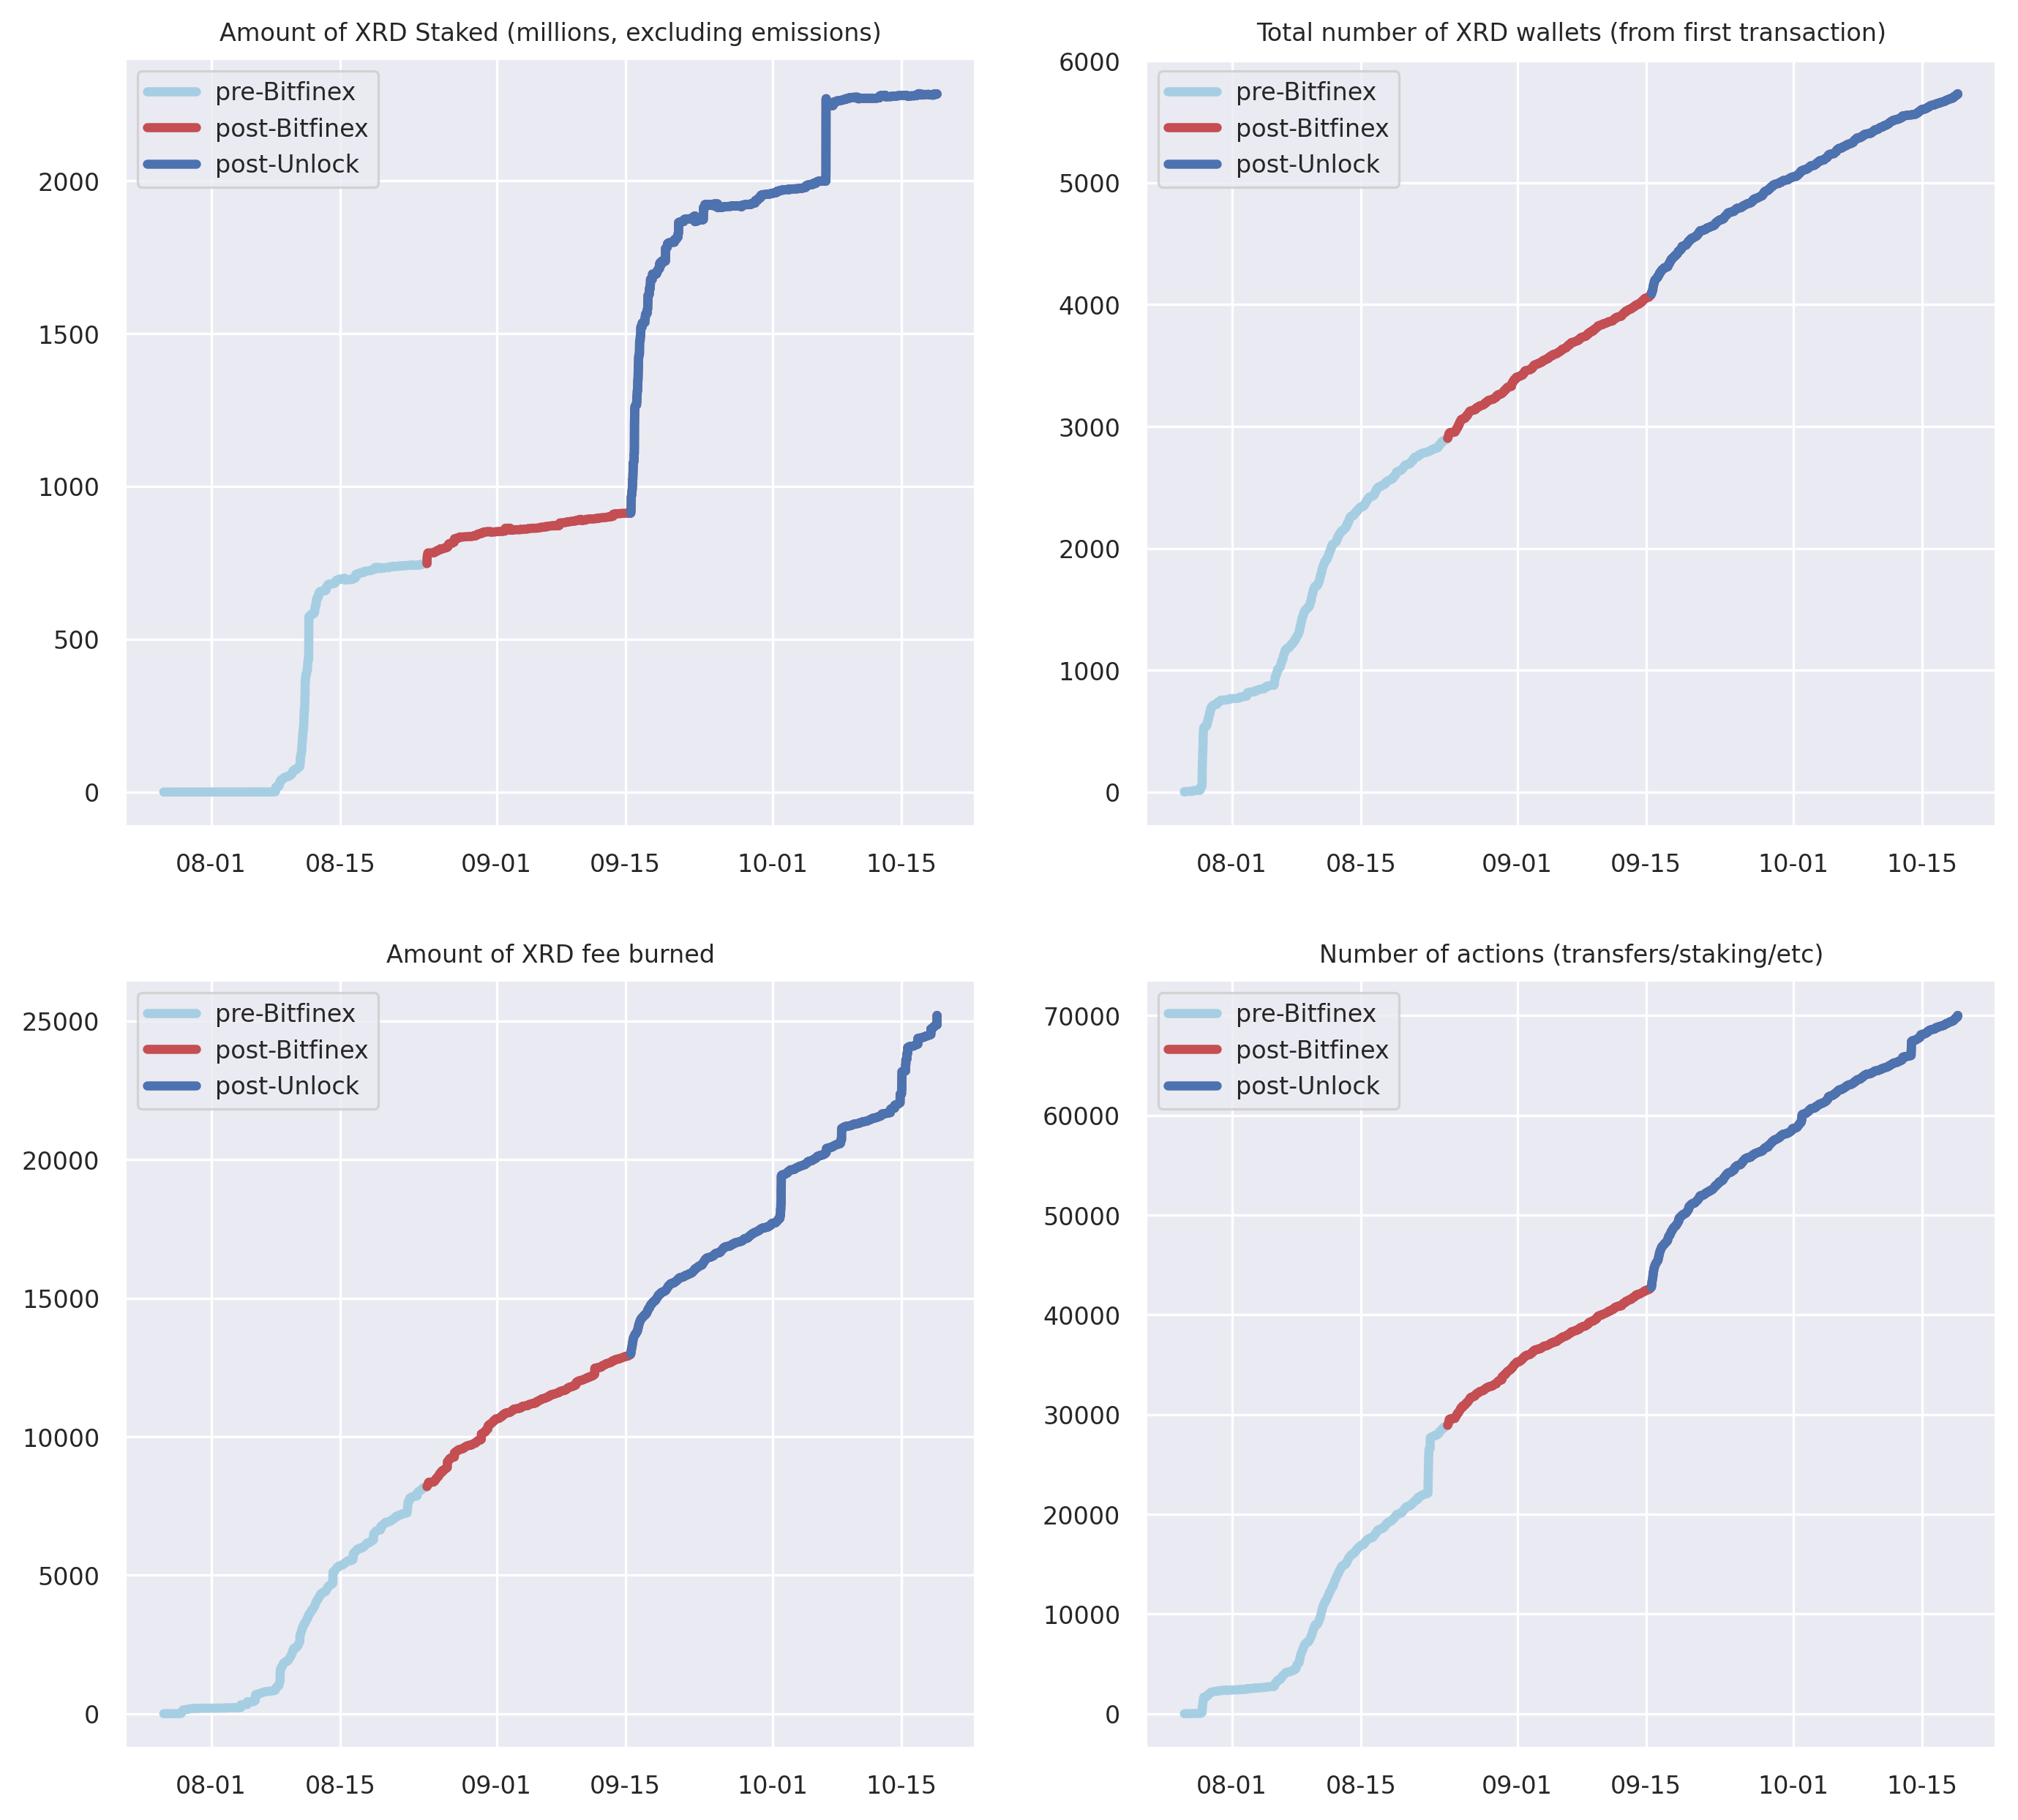 Amount of XRD Staked (millions, excluding emissions)
pre-Bitfinex
post-Bitfinex
post-Unlock
2000
1500
1000
500
0
08-01 08-15 09-01 09-15 10-01 10-15
Total number of XRD wallets (from first transaction)
6000
pre-Bitfinex
post-Bitfinex
post-Unlock
5000
4000
3000
2000
1000
0
08-01 08-15 09-01 09-15 10-01 10-15
Amount of XRD fee burned
pre-Bitfinex
post-Bitfinex
post-Unlock
25000
20000
15000
10000
5000
0
08-01 08-15 09-01 09-15 10-01 10-15
Number of actions (transfers/staking/etc)
pre-Bitfinex
post-Bitfinex
post-Unlock
70000
60000
50000
40000
30000
20000
10000
0
08-01 08-15 09-01 09-15 10-01 10-15